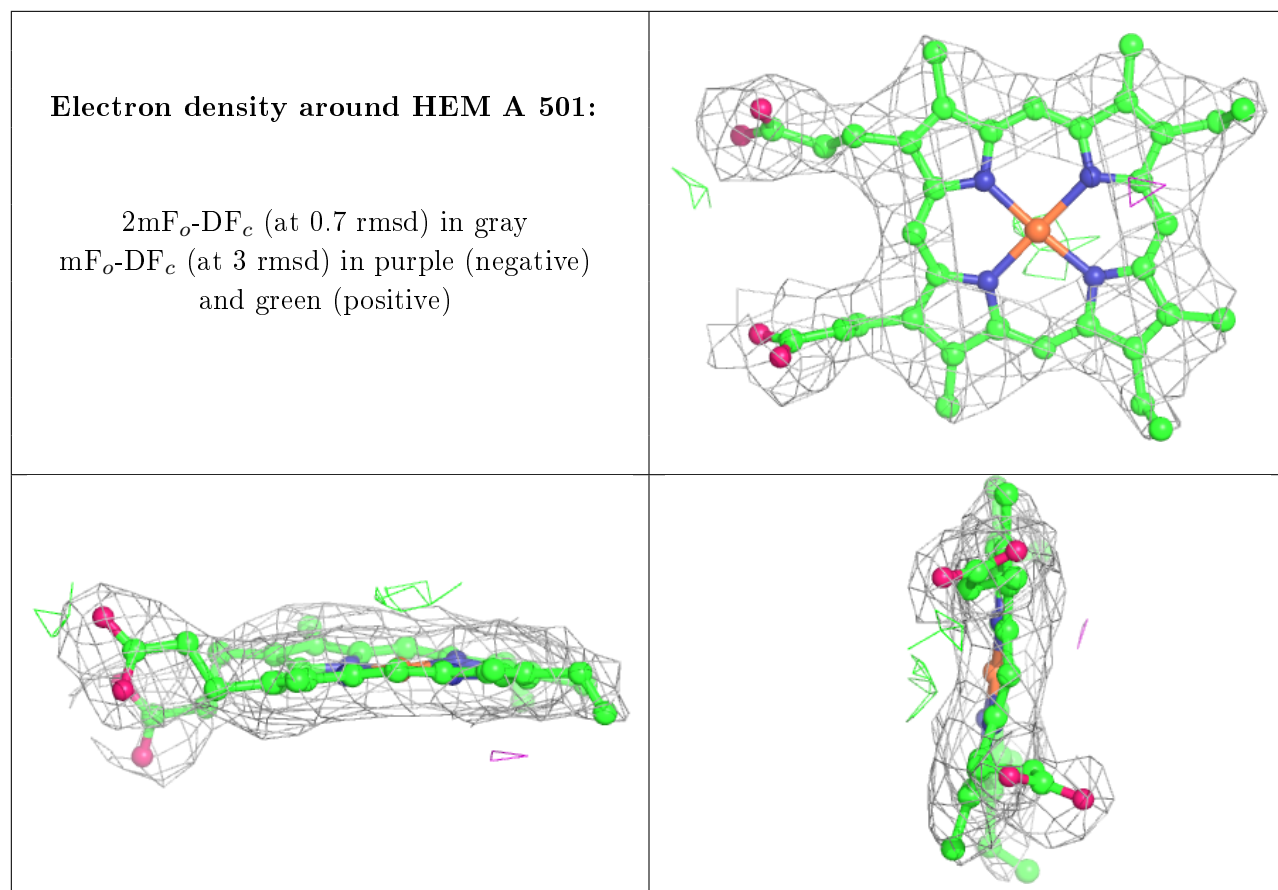 Electron density around HEM A 501:
2mFo-DFc (at 0.7 rmsd) in gray
mFo-DFc (at 3 rmsd) in purple (negative)
and green (positive)